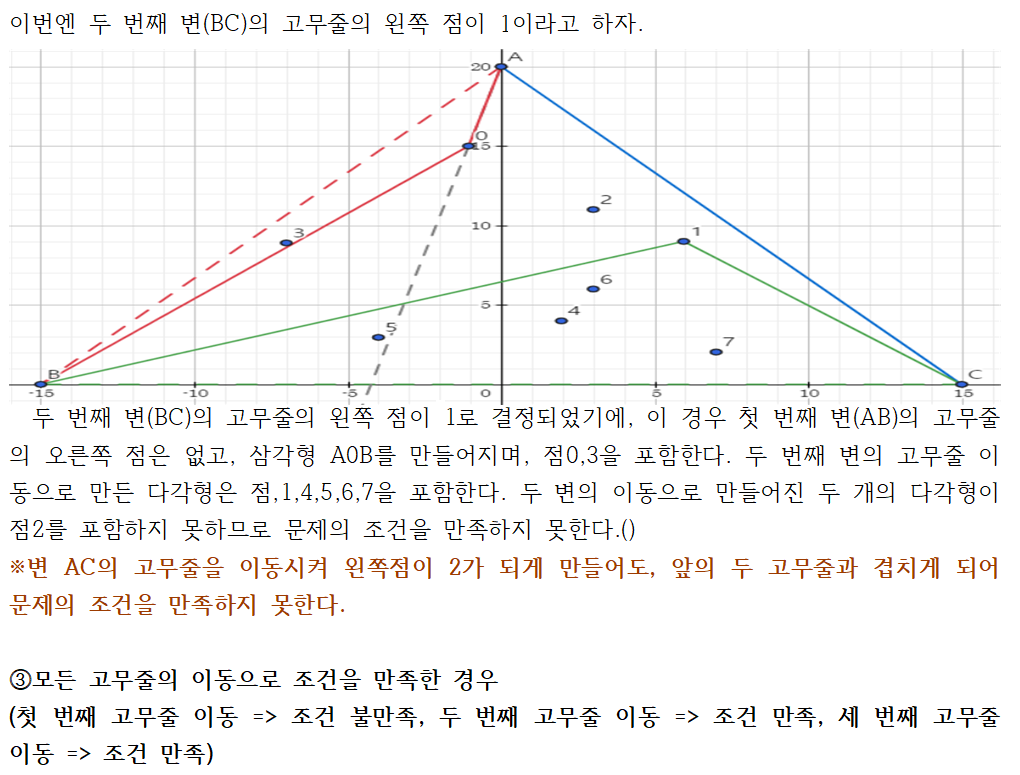 이번엔 두 번째 변(BC)의 고무줄의 왼쪽 점이 1이라고 하자.
A
20
0
15
2
10
1
3
6
5
4
5
7
B
C
-15
-10
-5
0
5
10
15
두 번째 변(BC)의 고무줄의 왼쪽 점이 1로 결정되었기에, 이 경우 첫 번째 변(AB)의 고무줄
의 오른쪽 점은 없고, 삼각형 A0B를 만들어지며, 점0,3을 포함한다. 두 번째 변의 고무줄 이
동으로 만든 다각형은 점,1,4,5,6,7을 포함한다. 두 변의 이동으로 만들어진 두 개의 다각형이
점2를 포함하지 못하므로 문제의 조건을 만족하지 못한다.()
※변 AC의 고무줄을 이동시켜 왼쪽점이 2가 되게 만들어도, 앞의 두 고무줄과 겹치게 되어
문제의 조건을 만족하지 못한다.
③모든 고무줄의 이동으로 조건을 만족한 경우
(첫 번째 고무줄 이동 => 조건 불만족, 두 번째 고무줄 이동 => 조건 만족, 세 번째 고무줄
이동 => 조건 만족)